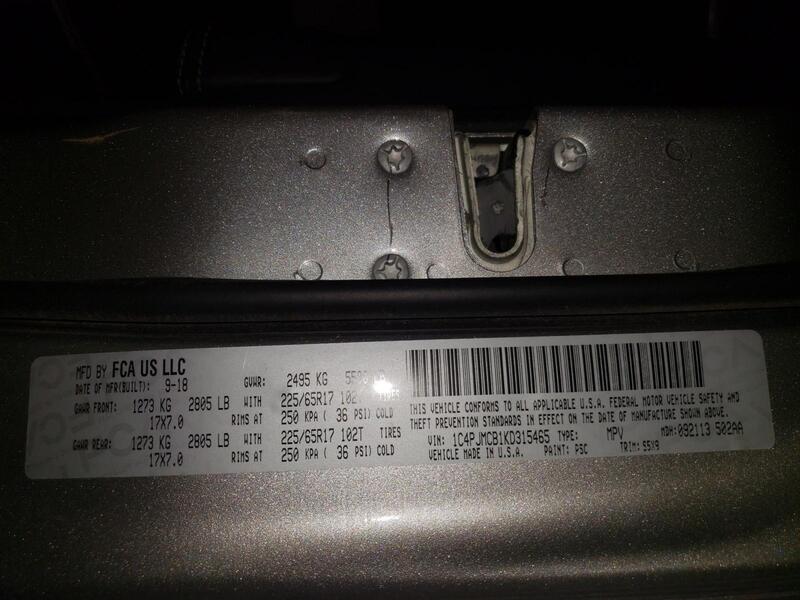 MFD BY FCA US LLC
DATE OF MFR(BUILT): 9-18 GVWR: 2495 KG
GAWR FRONT: 1273 KG 2805 LB WITH 225/65R17 102T TIRES
17X7.0 RIMS AT 250 KPA ( 36 PSI) COLD
GAWR REAR: 1273 KG 2805 LB WITH 225/65R17 102T TIRES
17X7.0 RIMS AT 250 KPA ( 36 PSI) COLD
THIS VEHICLE CONFORMS TO ALL APPLICABLE U.S.A. FEDERAL MOTOR VEHICLE SAFETY AND
THEFT PREVENTION STANDARDS IN EFFECT ON THE DATE OF MANUFACTURE SHOWN ABOVE.
VIN: 1C4PJMCB1KD315465 TYPE: MPV MDH: 092113 502AA
VEHICLE MADE IN U.S.A. PAINT: PSC TRIM: S5X9